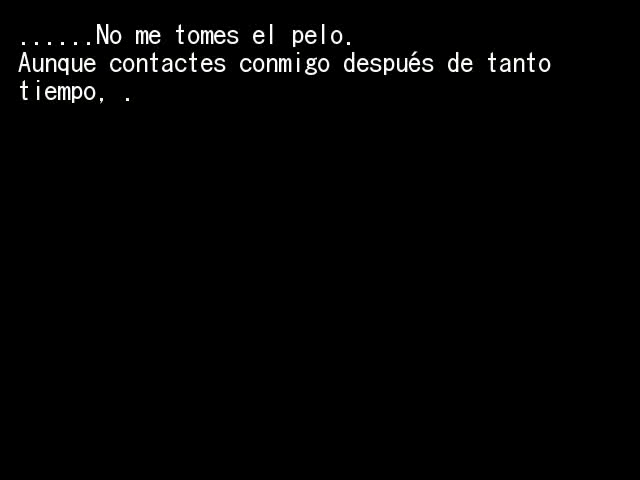 ......No me tomes el pelo.
Aunque contactes conmigo después de tanto
tiempo, .